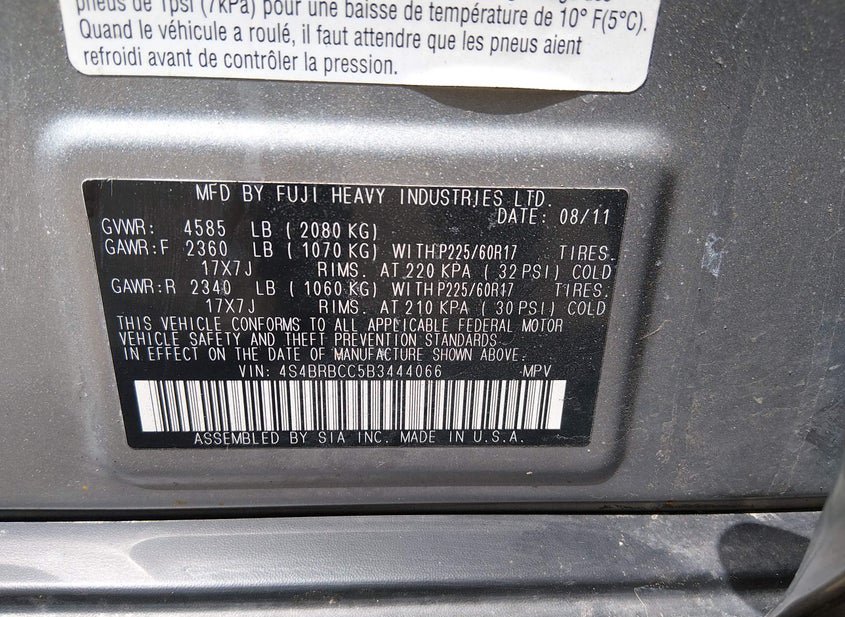 pneus de 1psi (7kPa) pour une baisse de température de 10° F(5°C).
Quand le véhicule a roulé, il faut attendre que les pneus aient
refroidi avant de contrôler la pression.
MFD BY FUJI HEAVY INDUSTRIES LTD.
DATE: 08/11
GVWR: 4585 LB ( 2080 KG)
GAWR:F 2360 LB ( 1070 KG) WITH P225/60R17 TIRES.
17X7J RIMS. AT 220 KPA ( 32 PSI) COLD
GAWR:R 2340 LB ( 1060 KG) WITH P225/60R17 TIRES.
17X7J RIMS. AT 210 KPA ( 30 PSI) COLD
THIS VEHICLE CONFORMS TO ALL APPLICABLE FEDERAL MOTOR
VEHICLE SAFETY AND THEFT PREVENTION STANDARDS
IN EFFECT ON THE DATE OF MANUFACTURE SHOWN ABOVE.
VIN: 4S4BRBCC5B3444066 MPV
ASSEMBLED BY SIA INC. MADE IN U.S.A.